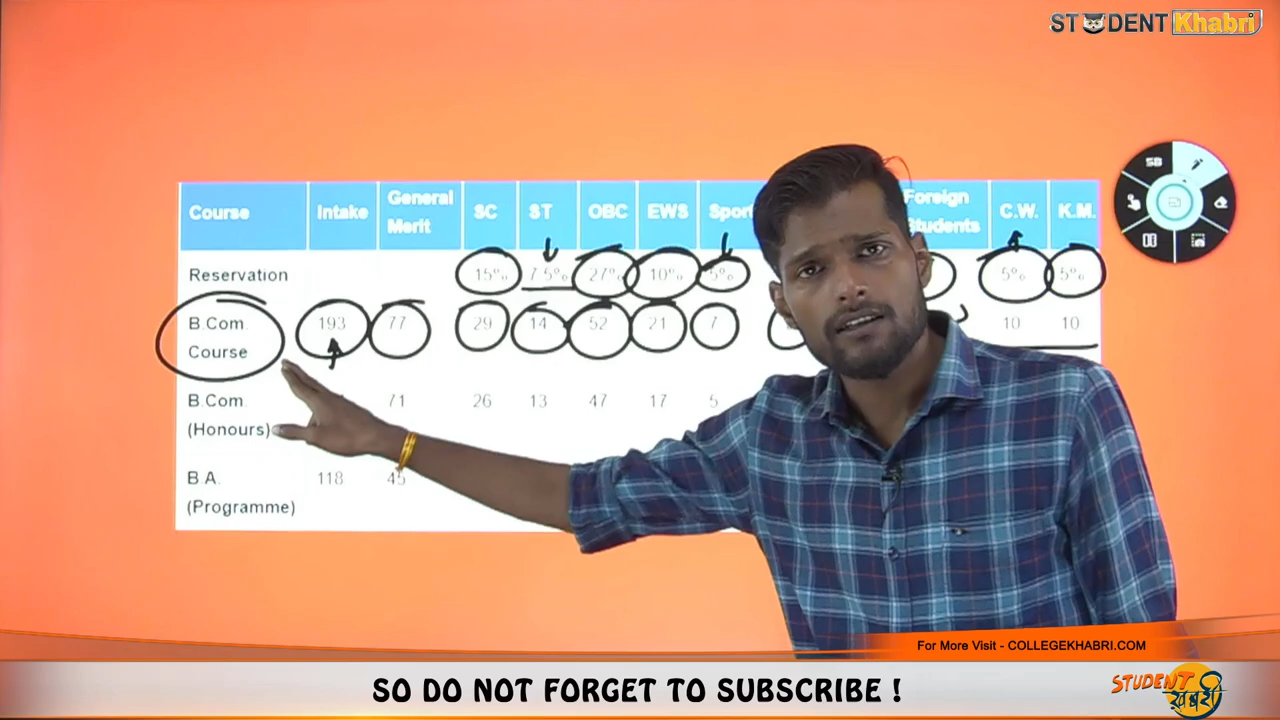 STUDENT Khabri
SB
Course Intake General Merit SC ST OBC EWS Foreign Students C.W. K.M.
Reservation 15% 7.5% 27% 10% 5% 5% 5%
B.Com. Course 193 77 29 14 52 21 7 10 10
B.Com. (Honours) 71 26 13 47 17 5
B.A. (Programme) 118 45
For More Visit - COLLEGEKHABRI.COM
SO DO NOT FORGET TO SUBSCRIBE !
STUDENT
खबरी